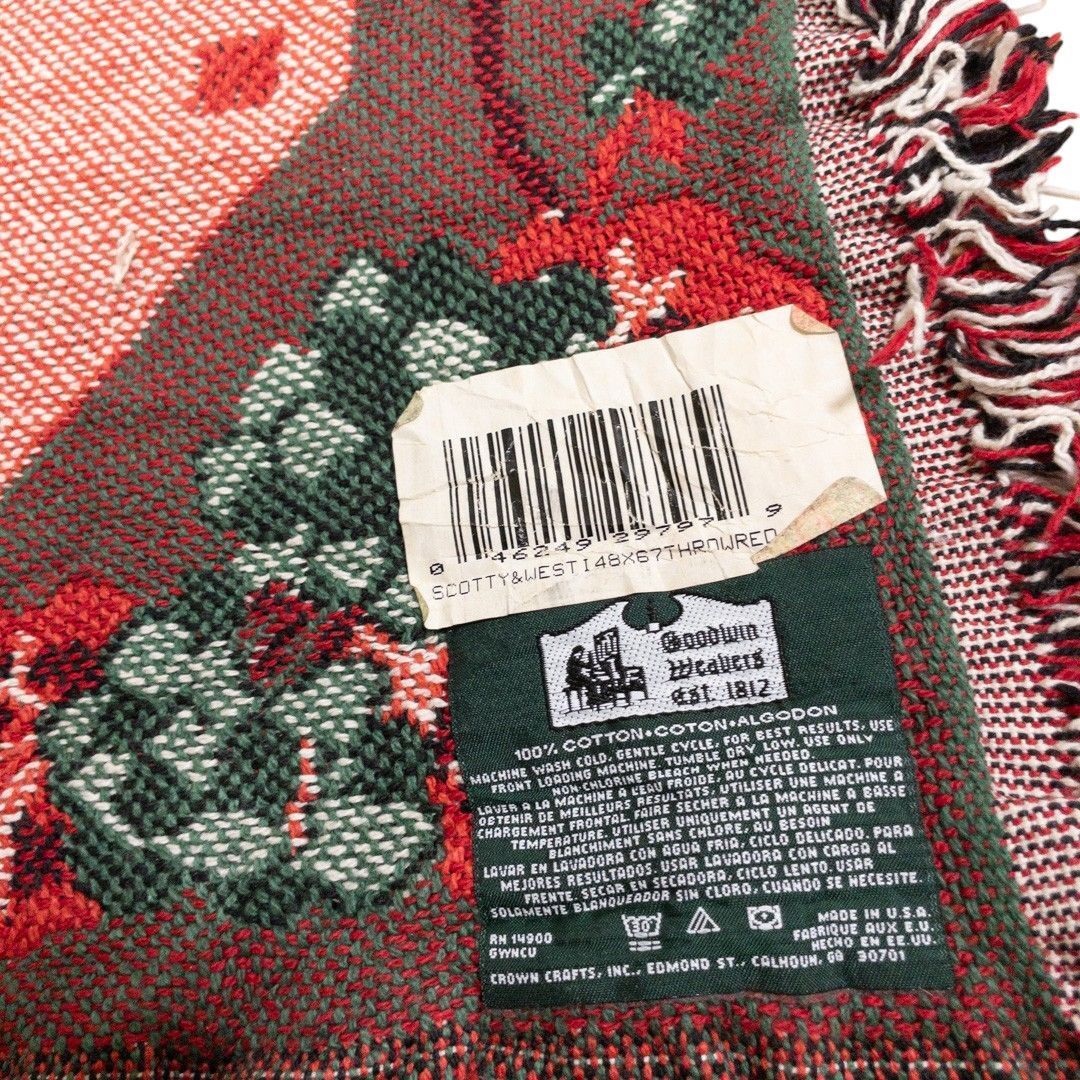 0 46249 29797 9
SCOTTY&WESTI48X67THROWRED
Goodwin
Weavers
Est 1812
100% COTTON•COTON•ALGODON
MACHINE WASH COLD, GENTLE CYCLE, FOR BEST RESULTS, USE
FRONT LOADING MACHINE. TUMBLE DRY LOW. USE ONLY
NON-CHLORINE BLEACH WHEN NEEDED.
LAVER A LA MACHINE A LEAU FROIDE, AU CYCLE DELICAT. POUR
OBTENIR DE MEILLEURS RESULTATS, UTILISER UNE MACHINE A
CHARGEMENT FRONTAL FAIRE SECHER A LA MACHINE A BASSE
TEMPERATURE. UTILISER UNIQUEMENT UN AGENT DE
BLANCHIMENT SANS CHLORE, AU BESOIN
LAVAR EN LAVADORA CON AGUA FRIA, CICLO DELICADO. PARA
MEJORES RESULTADOS, USAR LAVADORA CON CARGA AL
FRENTE, SECAR EN SECADORA, CICLO LENTO, USAR
SOLAMENTE BLANQUEADOR SIN CLORO, CUANDO SE NECESITE.
30°
RN 14900
GWNCU
MADE IN U.S.A.
FABRIQUE AUX E.U.
HECHO EN EE.UU.
CROWN CRAFTS, INC., EDMOND ST., CALHOUN, GA 30701